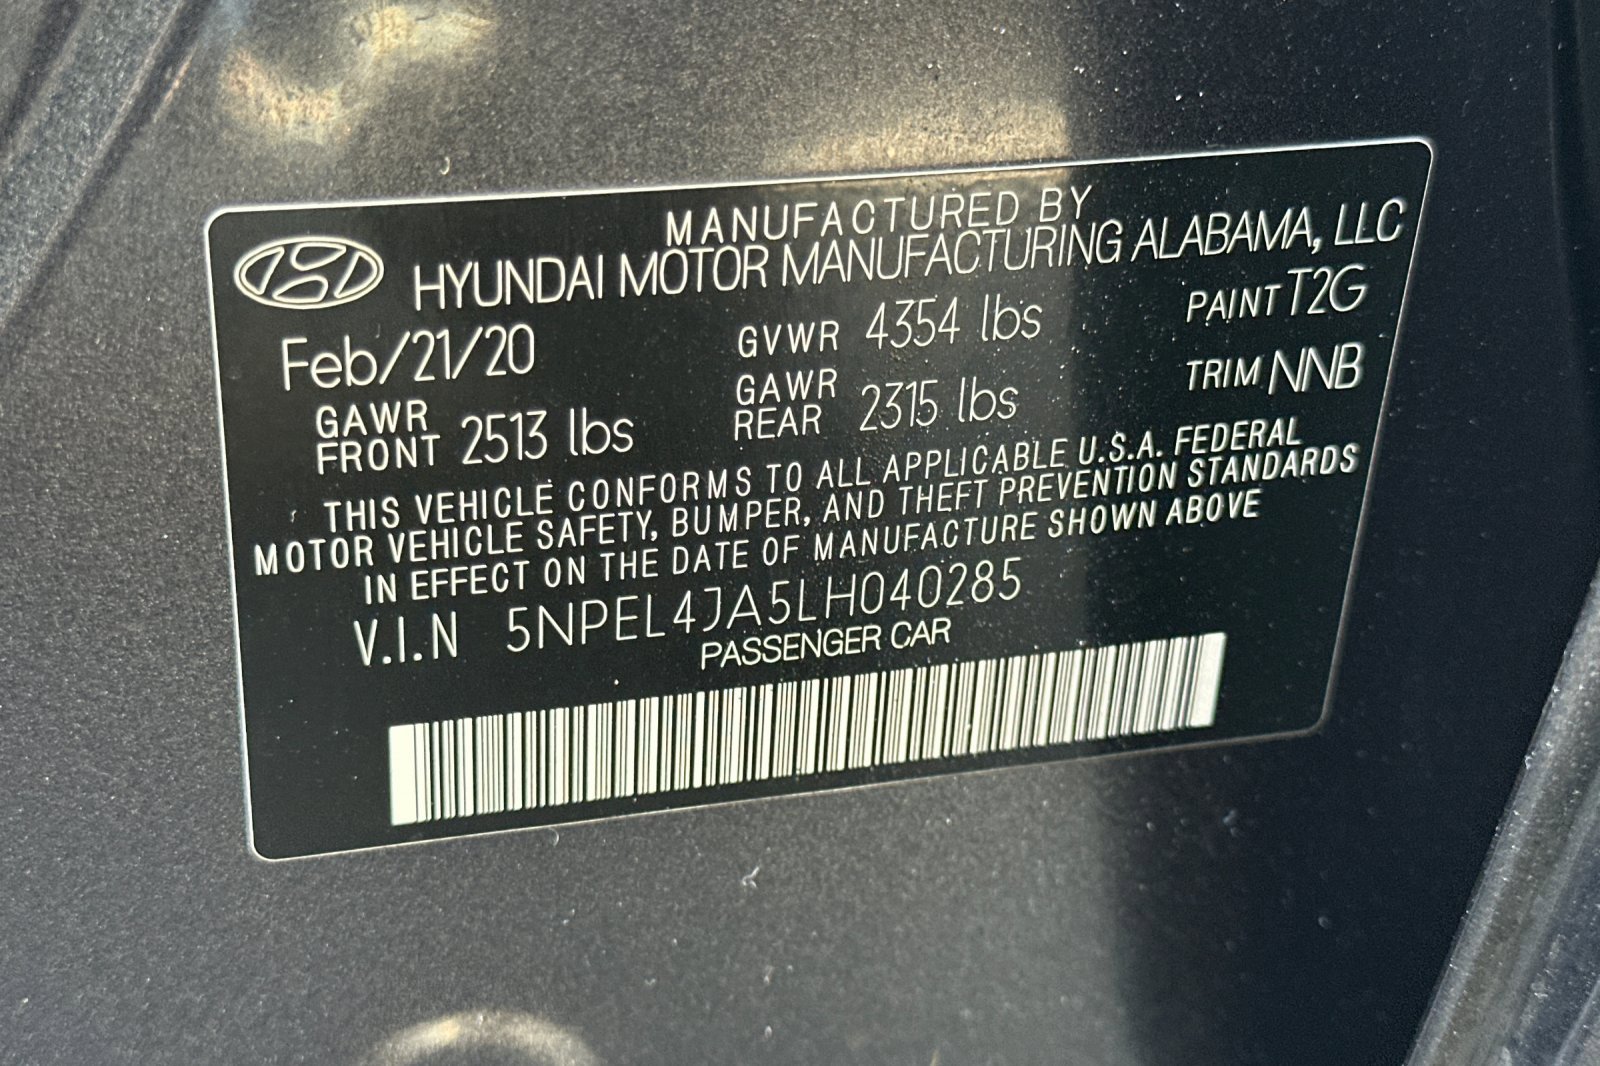 MANUFACTURED BY
HYUNDAI MOTOR MANUFACTURING ALABAMA, LLC
Feb/21/20 GVWR 4354 lbs PAINT T2G
GAWR FRONT 2513 lbs GAWR REAR 2315 lbs TRIM NNB
THIS VEHICLE CONFORMS TO ALL APPLICABLE U.S.A. FEDERAL
MOTOR VEHICLE SAFETY, BUMPER, AND THEFT PREVENTION STANDARDS
IN EFFECT ON THE DATE OF MANUFACTURE SHOWN ABOVE
V.I.N 5NPEL4JA5LH040285
PASSENGER CAR